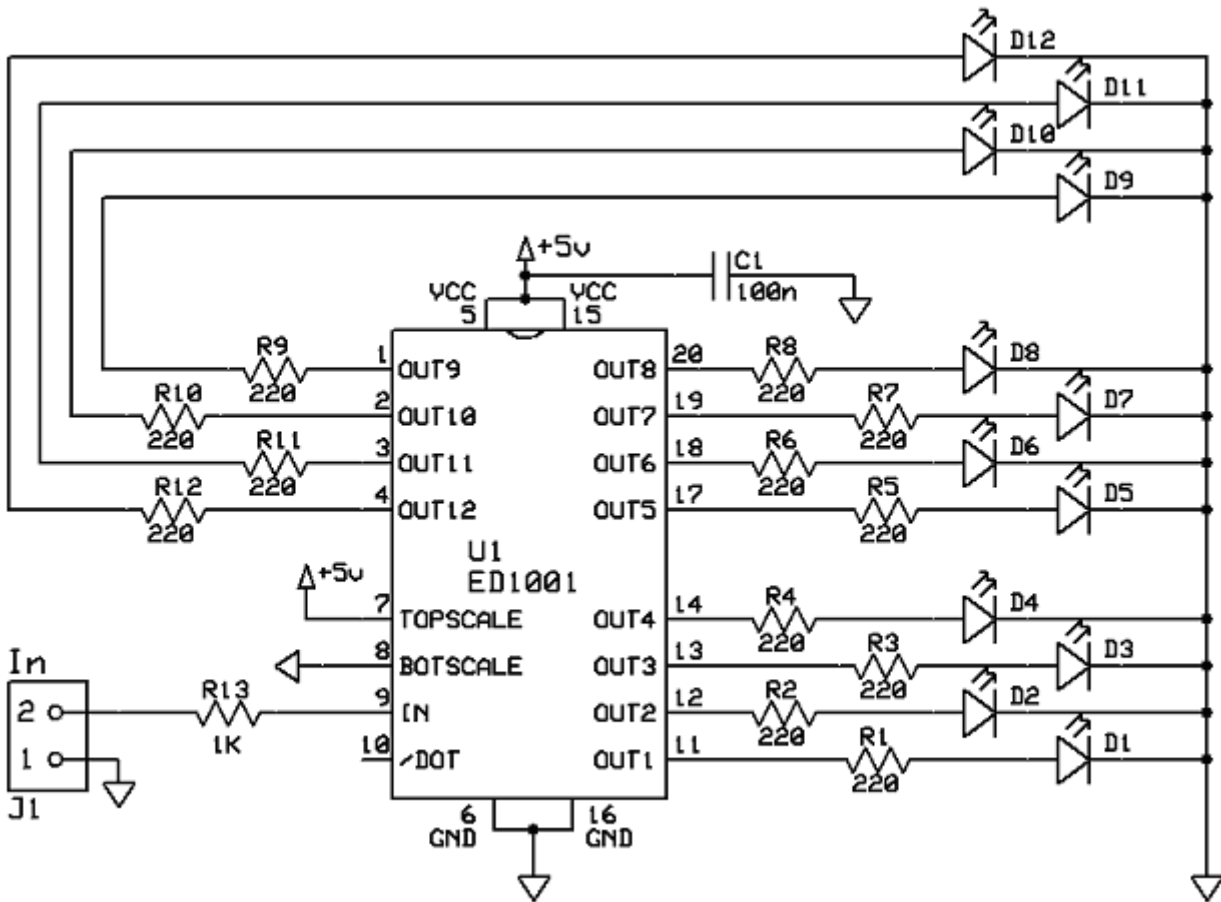 D12
D11
D10
D9
+5v
C1
100n
VCC VCC
5 15
R9 1 OUT9 OUT8 20 R8 D8
220 220
R10 2 OUT10 OUT7 19 R7 D7
220 220
R11 3 OUT11 OUT6 18 R6 D6
220 220
R12 4 OUT12 OUT5 17 R5 D5
220 220
U1
ED1001
+5v
7 TOPSCALE OUT4 14 R4 D4
220
8 BOTSCALE OUT3 13 R3 D3
220
In
R13 9 IN OUT2 12 R2 D2
2 1K 220
10 /DOT OUT1 11 R1 D1
1 220
J1
6 16
GND GND